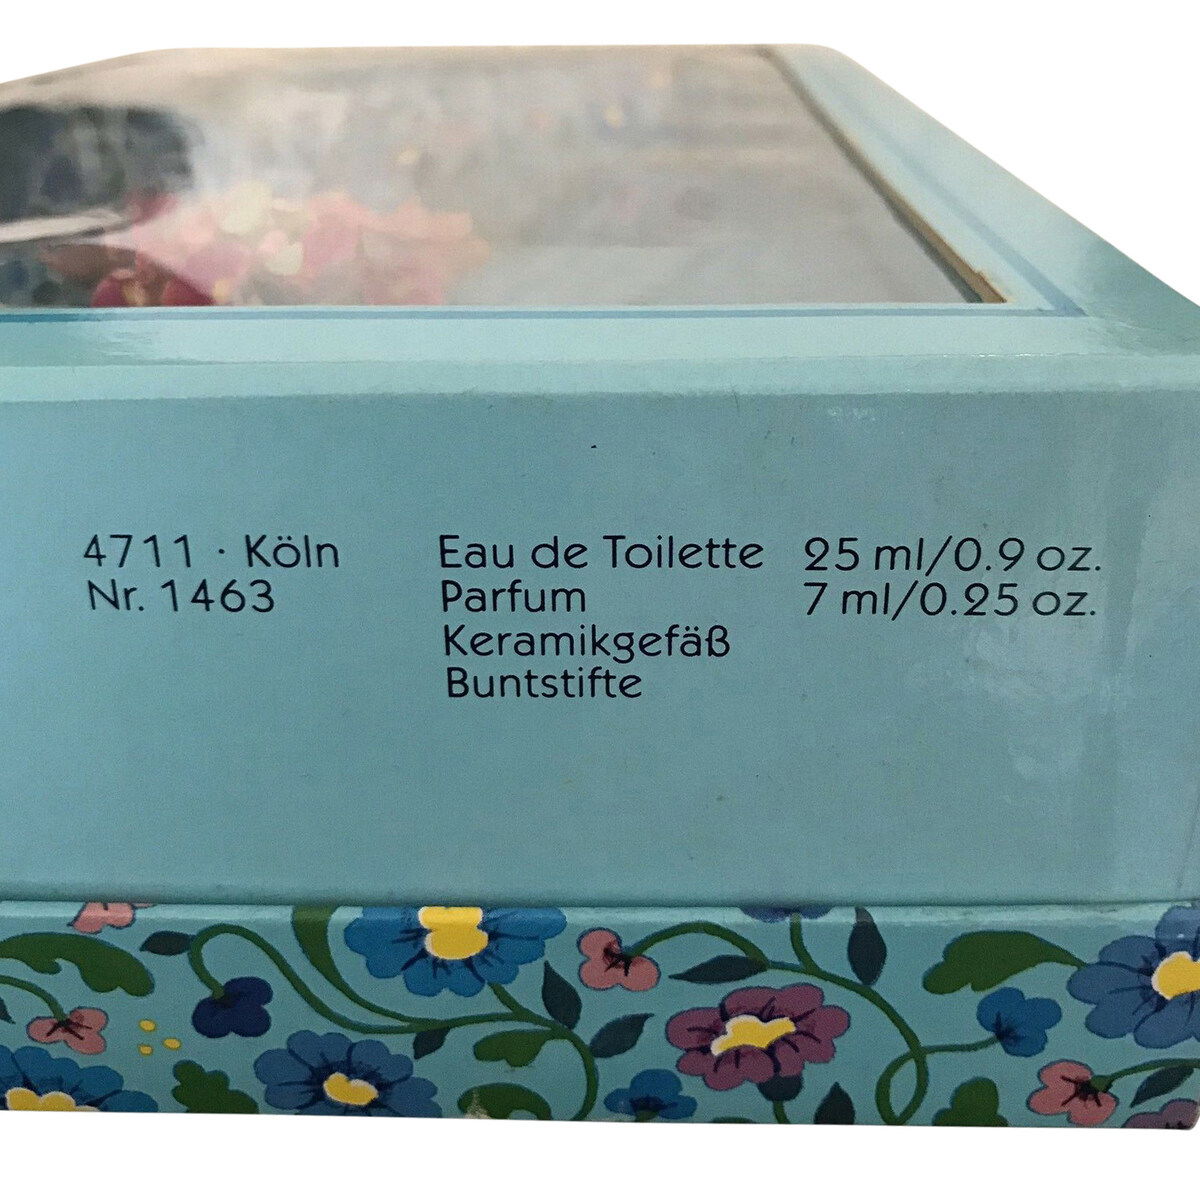 4711 · Köln Eau de Toilette 25 ml/0.9 oz.
Nr. 1463 Parfum 7 ml/0.25 oz.
Keramikgefäß
Buntstifte